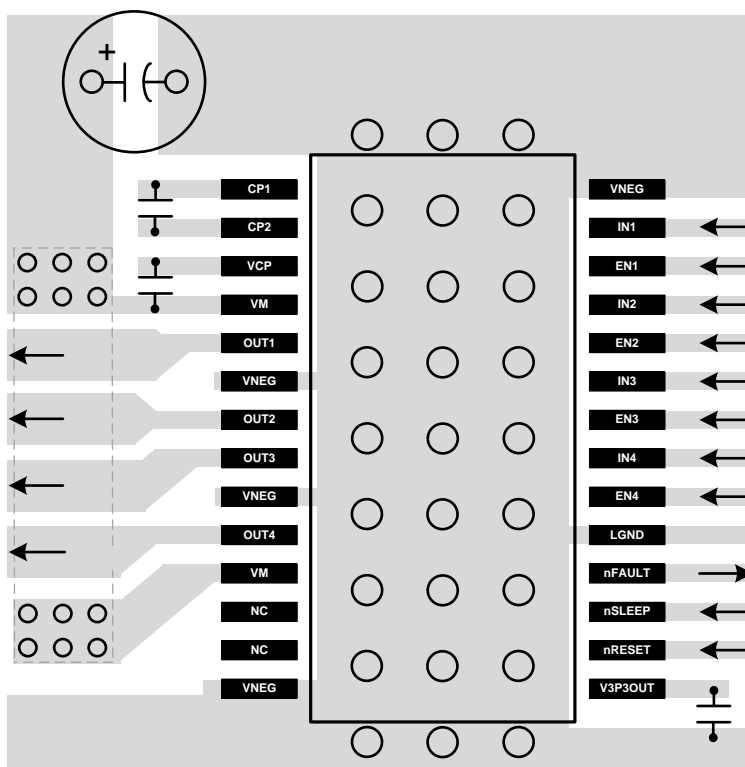 +
CP1
CP2
VCP
VM
OUT1
VNEG
OUT2
OUT3
VNEG
OUT4
VM
NC
NC
VNEG
VNEG
IN1
EN1
IN2
EN2
IN3
EN3
IN4
EN4
LGND
nFAULT
nSLEEP
nRESET
V3P3OUT